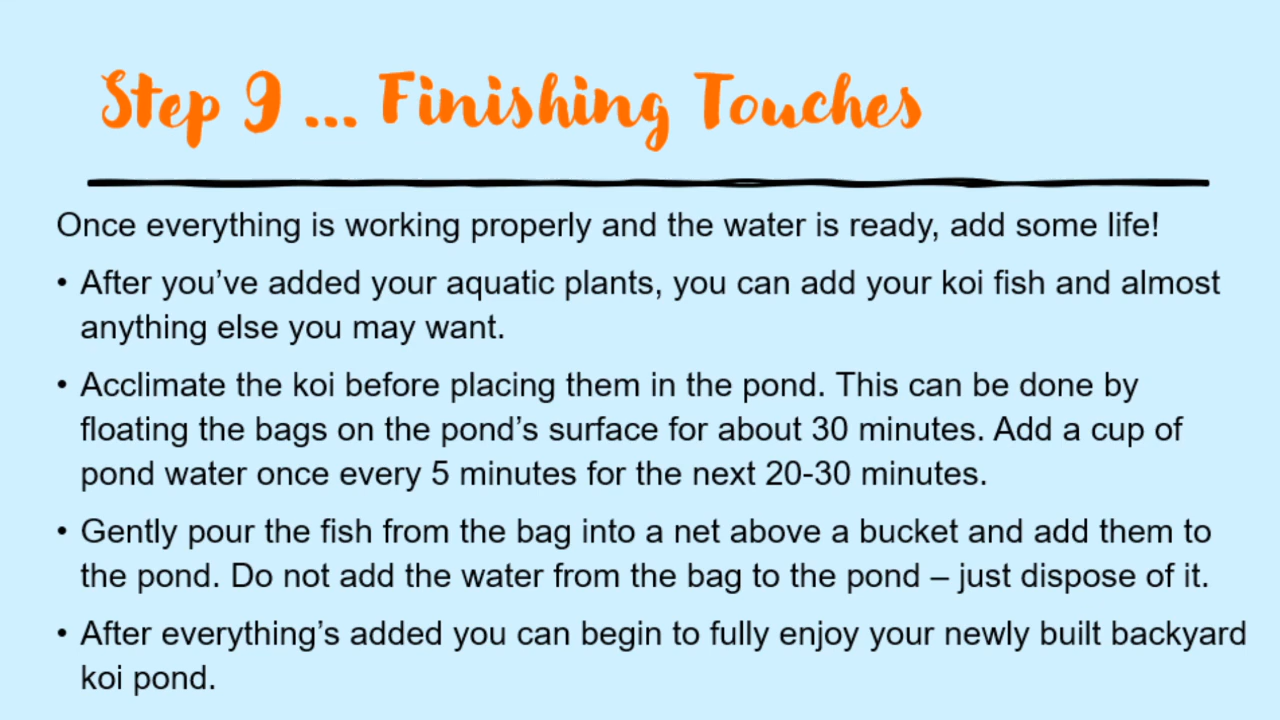 Step 9 ... Finishing Touches
Once everything is working properly and the water is ready, add some life!
• After you’ve added your aquatic plants, you can add your koi fish and almost
anything else you may want.
• Acclimate the koi before placing them in the pond. This can be done by
floating the bags on the pond’s surface for about 30 minutes. Add a cup of
pond water once every 5 minutes for the next 20-30 minutes.
• Gently pour the fish from the bag into a net above a bucket and add them to
the pond. Do not add the water from the bag to the pond – just dispose of it.
• After everything’s added you can begin to fully enjoy your newly built backyard
koi pond.